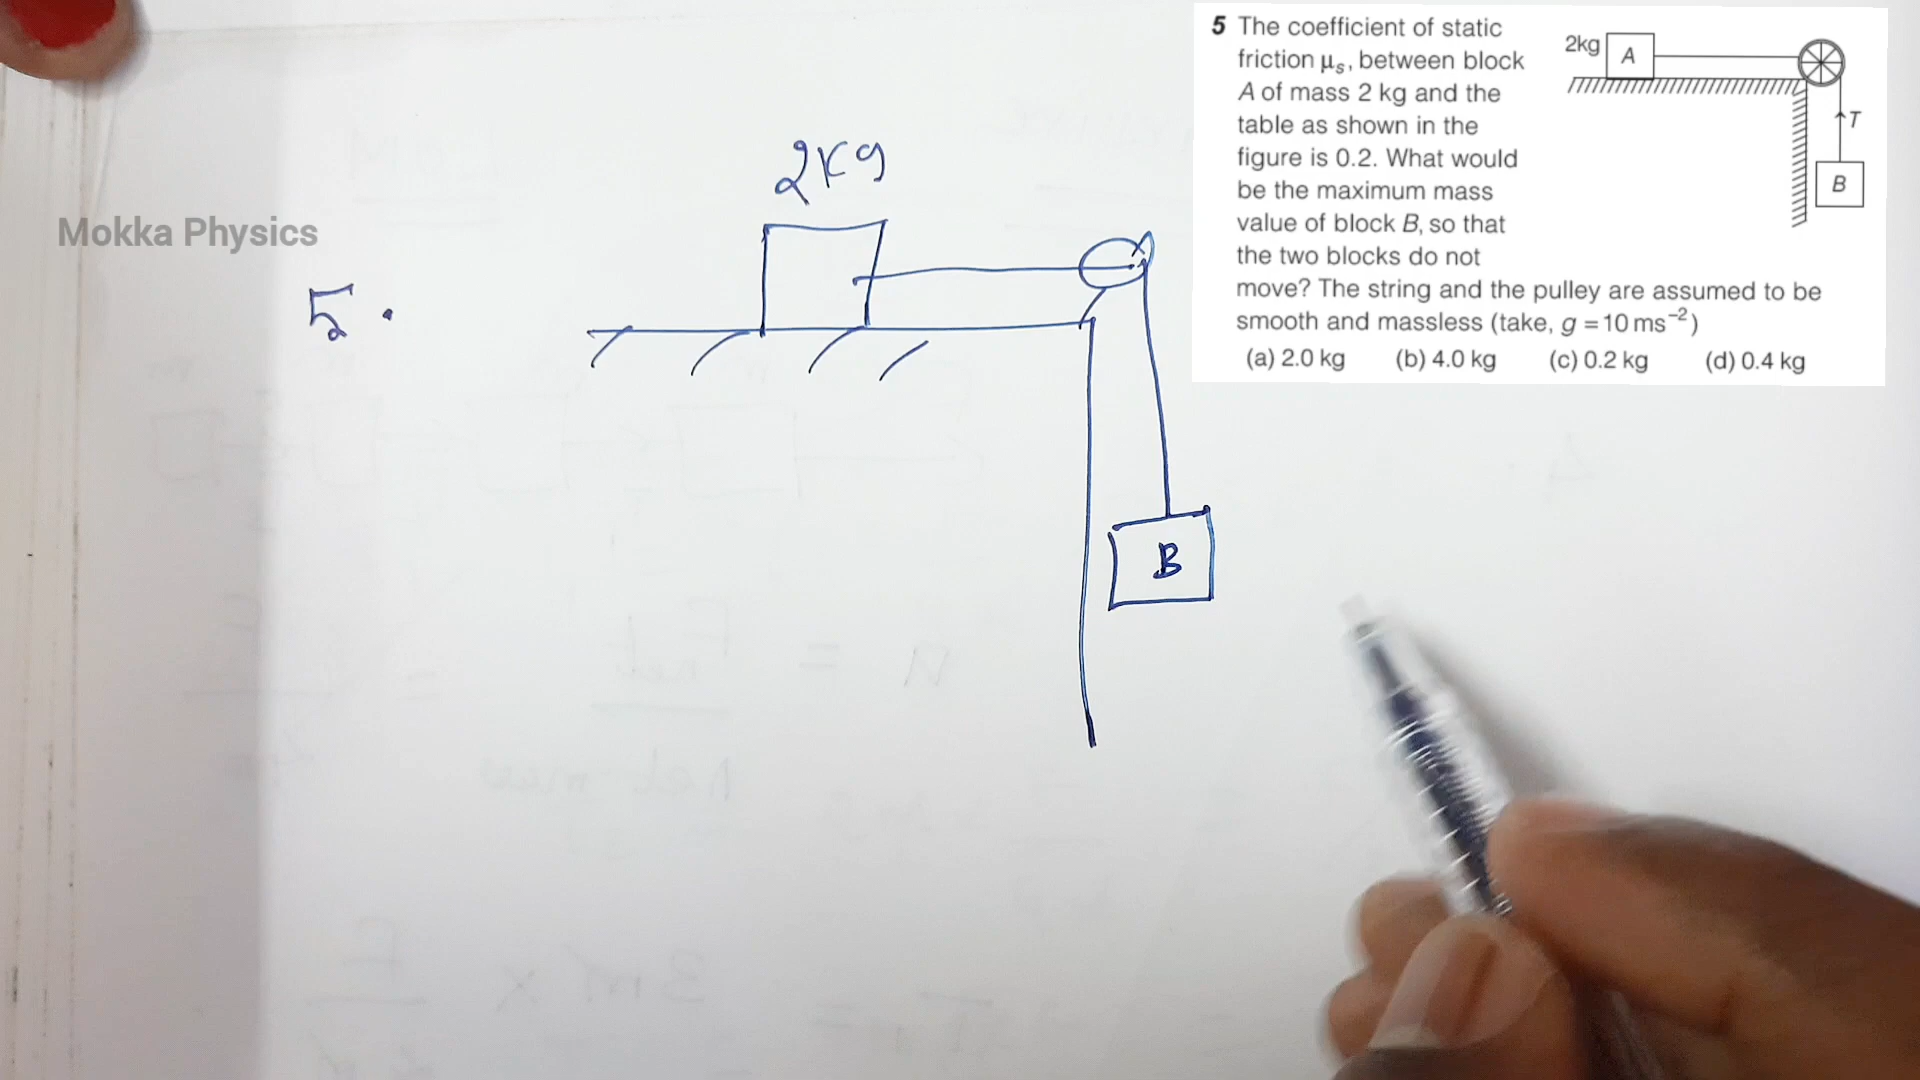 5 The coefficient of static
friction μs, between block
A of mass 2 kg and the
table as shown in the
figure is 0.2. What would
be the maximum mass
value of block B, so that
the two blocks do not
move? The string and the pulley are assumed to be
smooth and massless (take, g = 10 ms⁻²)
(a) 2.0 kg (b) 4.0 kg (c) 0.2 kg (d) 0.4 kg
2kg A
T
B
Mokka Physics
5.
2kg
B